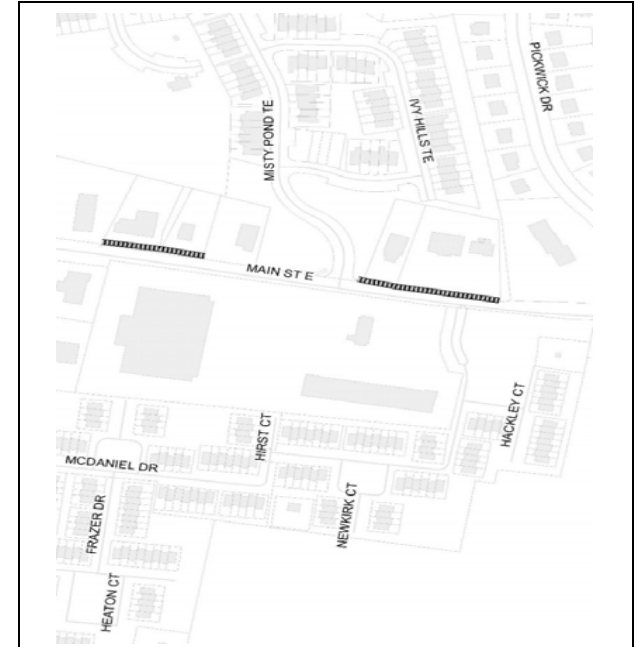 PICKWICK DR
IVY HILLS TE
MISTY POND TE
MAIN ST E
HACKLEY CT
HIRST CT
MCDANIEL DR
NEWKIRK CT
FRAZER DR
HEATON CT